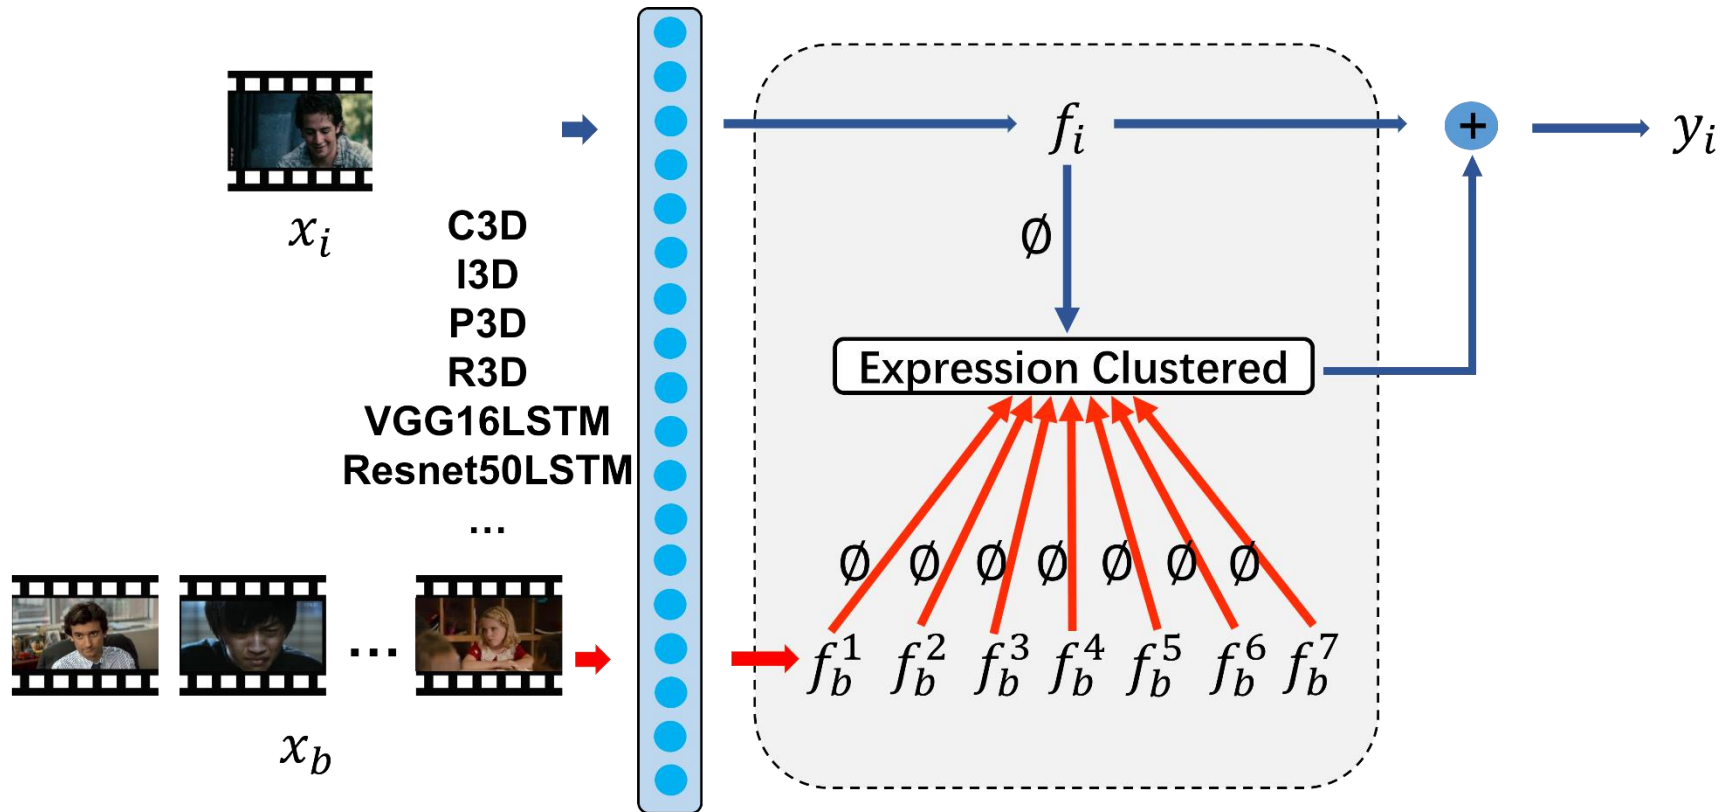 x_i
C3D
I3D
P3D
R3D
VGG16LSTM
Resnet50LSTM
...
...
x_b
f_i
+
y_i
∅
Expression Clustered
∅ ∅ ∅ ∅ ∅ ∅ ∅
f_b^1 f_b^2 f_b^3 f_b^4 f_b^5 f_b^6 f_b^7